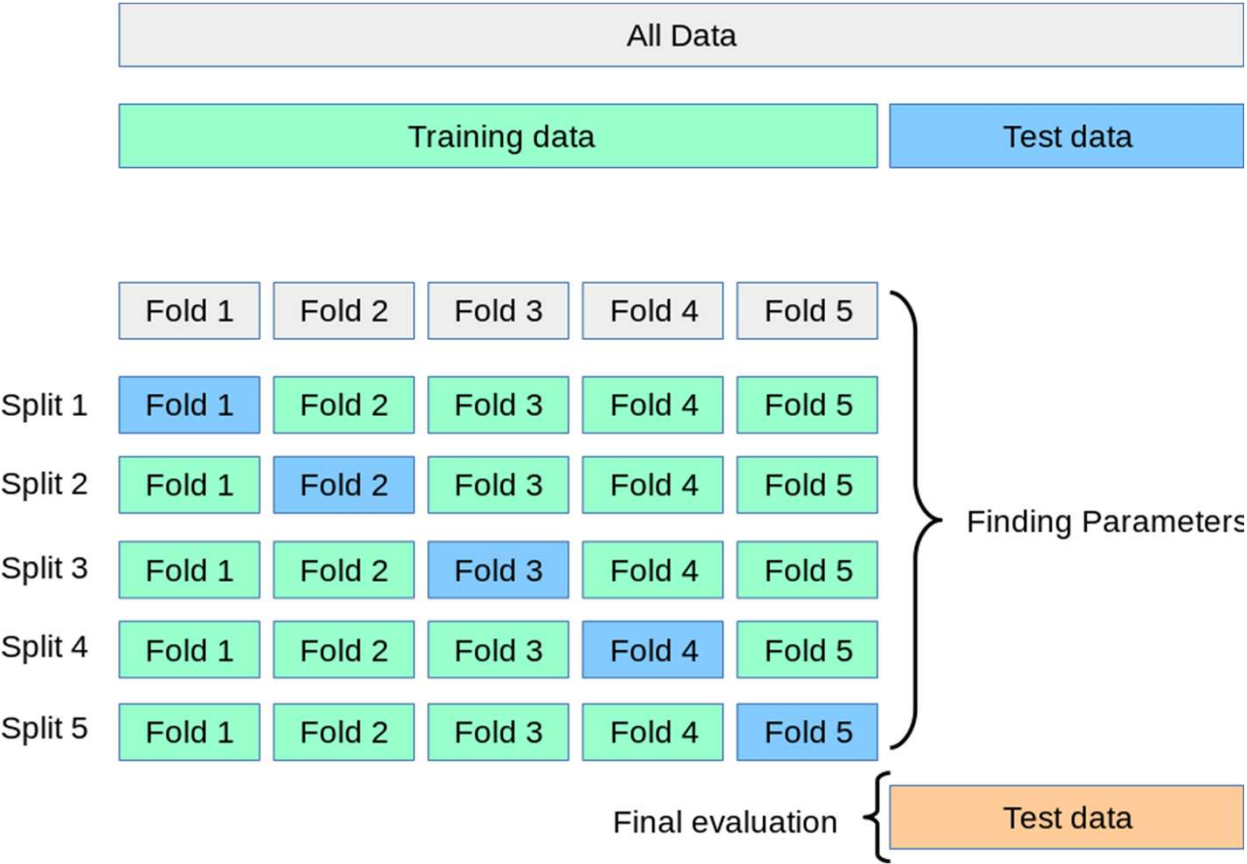 All Data
Training data Test data
Fold 1 Fold 2 Fold 3 Fold 4 Fold 5
Split 1 Fold 1 Fold 2 Fold 3 Fold 4 Fold 5
Split 2 Fold 1 Fold 2 Fold 3 Fold 4 Fold 5
Finding Parameters
Split 3 Fold 1 Fold 2 Fold 3 Fold 4 Fold 5
Split 4 Fold 1 Fold 2 Fold 3 Fold 4 Fold 5
Split 5 Fold 1 Fold 2 Fold 3 Fold 4 Fold 5
Final evaluation Test data